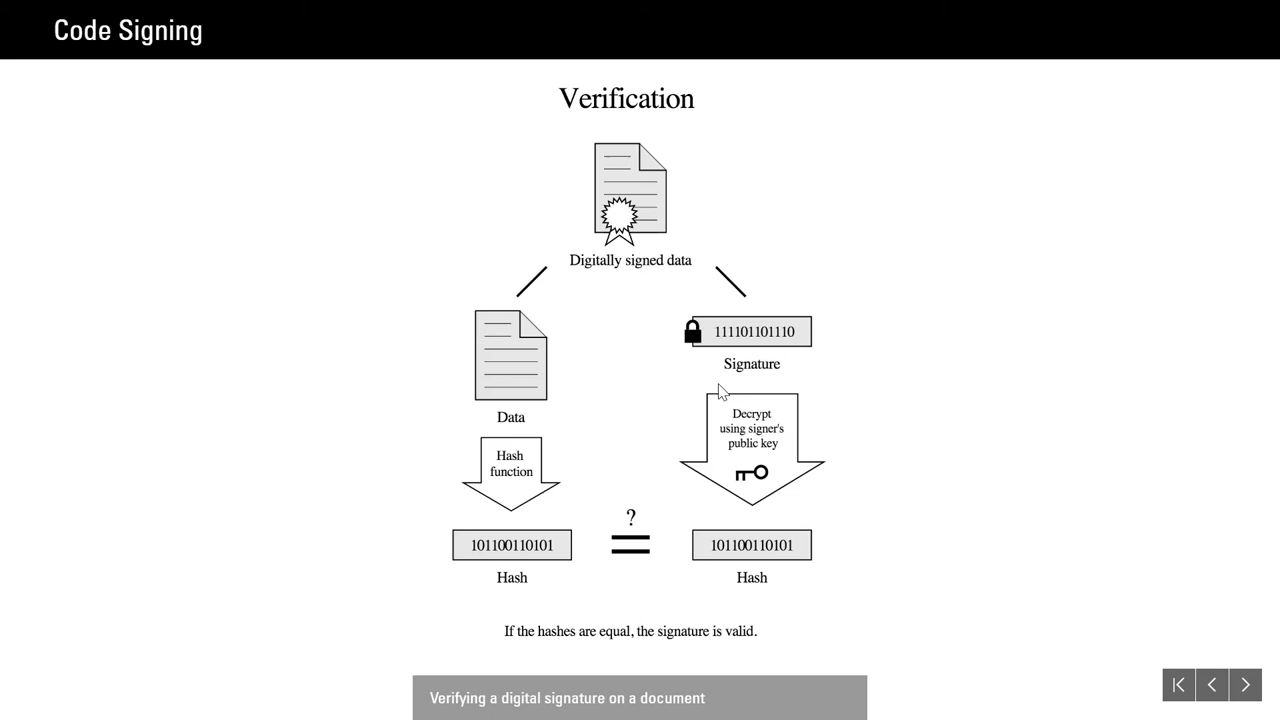 Code Signing
Verification
Digitally signed data
111101101110
Signature
Data
Decrypt
using signer's
public key
Hash
function
?
101100110101
101100110101
Hash
Hash
If the hashes are equal, the signature is valid.
Verifying a digital signature on a document